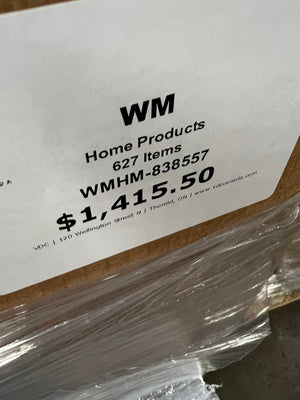 WM
Home Products
627 Items
WMHM-838557
$1,415.50
VDC | 120 Wellington Street N | Thorold, ON |